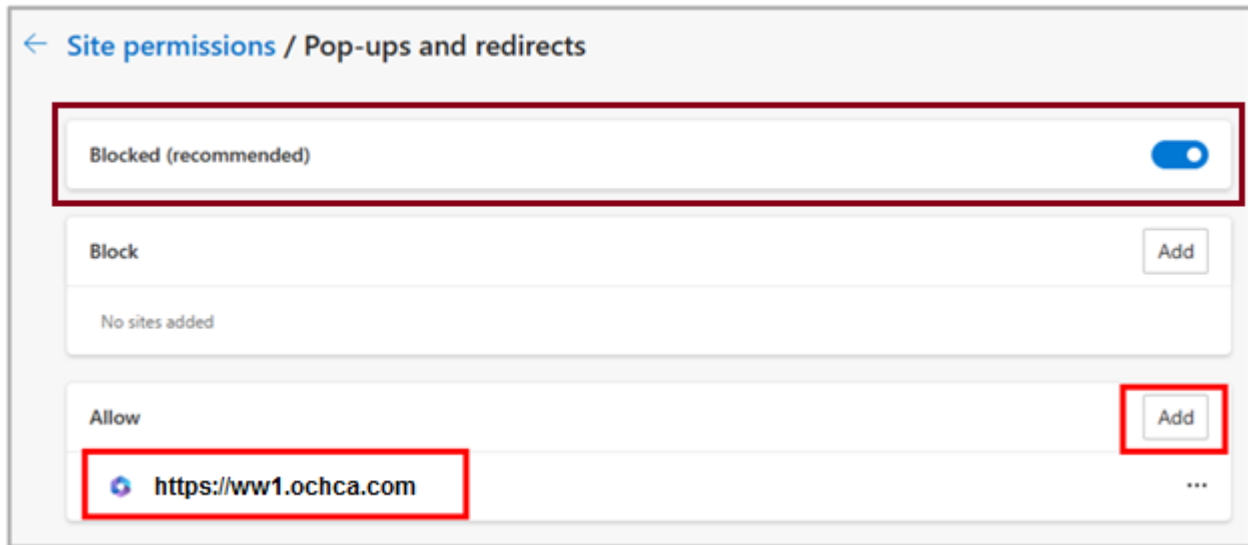 Site permissions / Pop-ups and redirects
Blocked (recommended)
Block
Add
No sites added
Allow
Add
https://ww1.ochca.com